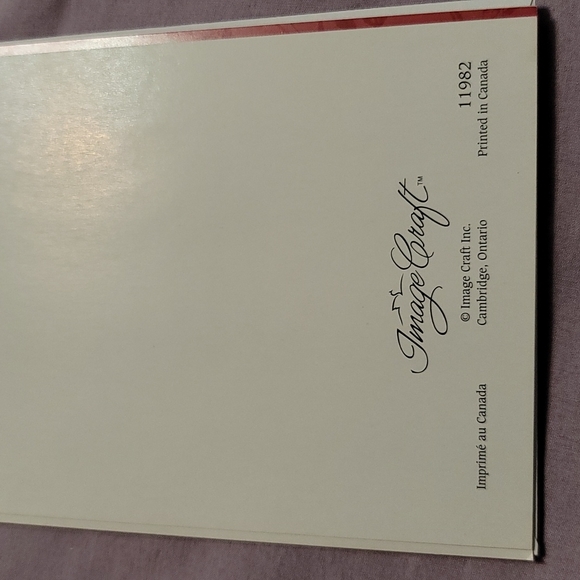 Image Craft™
11982
Imprimé au Canada
© Image Craft Inc.
Cambridge, Ontario
Printed in Canada